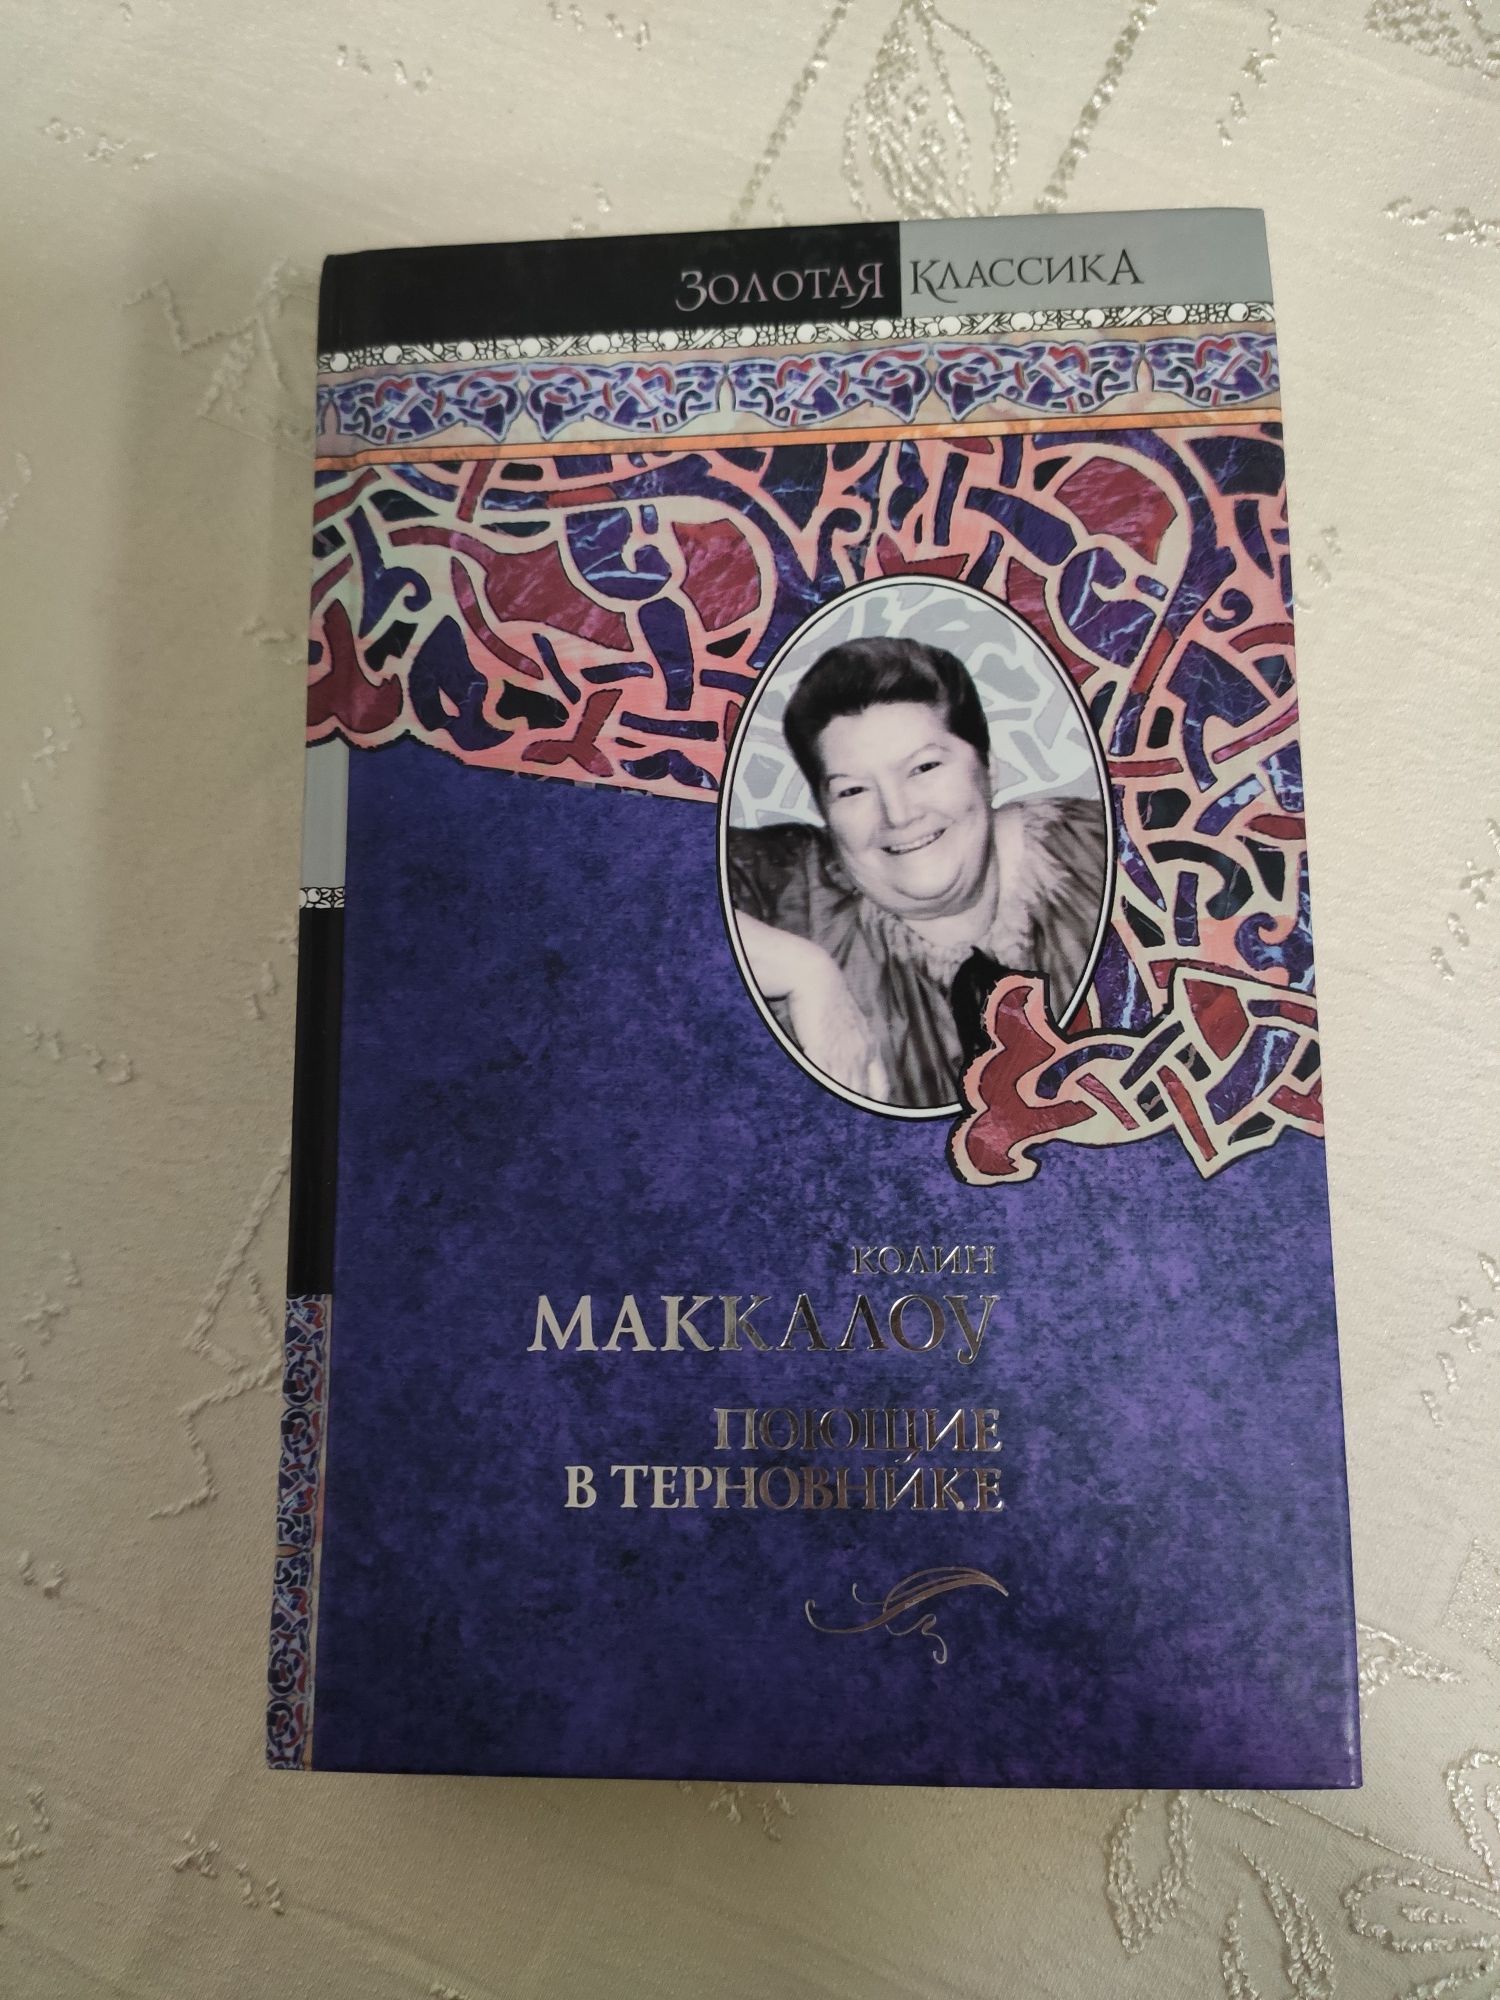 ЗОЛОТАЯ КЛАССИКА
КОЛИН
МАККАЛОУ
ПОЮЩИЕ
В ТЕРНОВНИКЕ